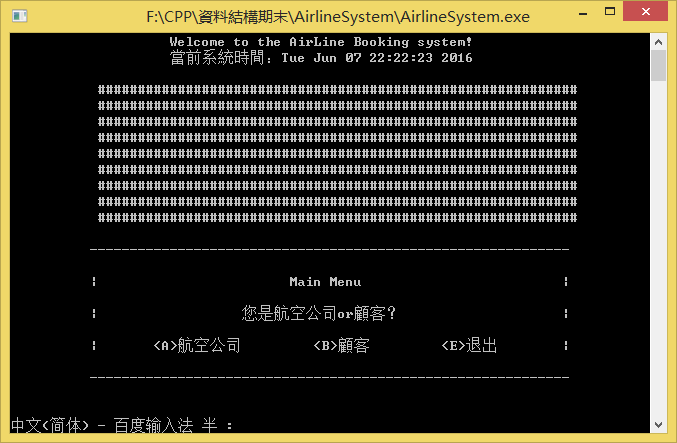 F:\CPP\資料結構期末\AirlineSystem\AirlineSystem.exe
Welcome to the AirLine Booking system!
當前系統時間：Tue Jun 07 22:22:23 2016
############################################################
############################################################
############################################################
############################################################
############################################################
############################################################
############################################################
############################################################
############################################################
------------------------------------------------------------
| Main Menu |
| 您是航空公司or顧客? |
| <A>航空公司 <B>顧客 <E>退出 |
------------------------------------------------------------
中文(简体) - 百度输入法 半 :